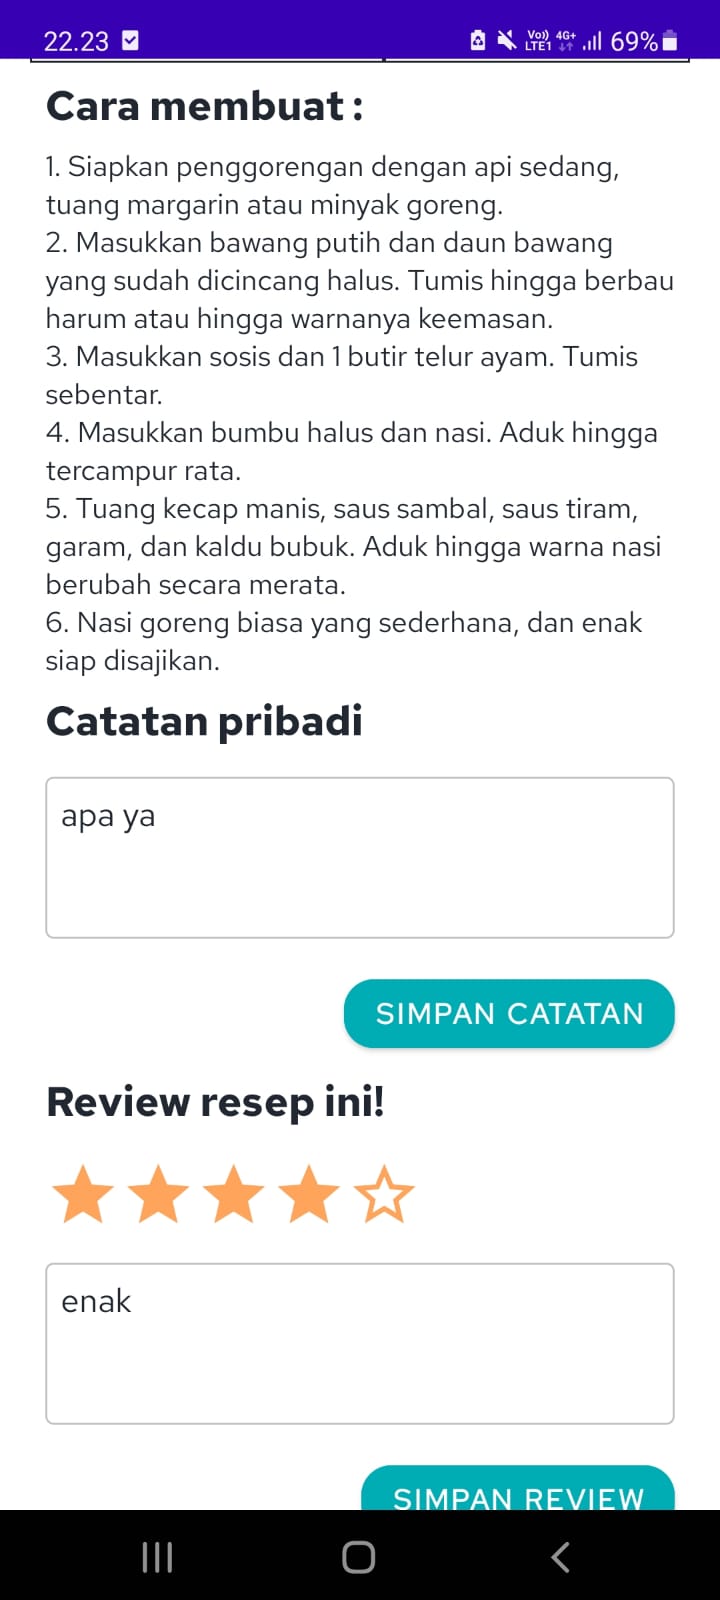 22.23
Vo)) 4G+ 69%
LTE1
Cara membuat :
1. Siapkan penggorengan dengan api sedang,
tuang margarin atau minyak goreng.
2. Masukkan bawang putih dan daun bawang
yang sudah dicincang halus. Tumis hingga berbau
harum atau hingga warnanya keemasan.
3. Masukkan sosis dan 1 butir telur ayam. Tumis
sebentar.
4. Masukkan bumbu halus dan nasi. Aduk hingga
tercampur rata.
5. Tuang kecap manis, saus sambal, saus tiram,
garam, dan kaldu bubuk. Aduk hingga warna nasi
berubah secara merata.
6. Nasi goreng biasa yang sederhana, dan enak
siap disajikan.
Catatan pribadi
apa ya
SIMPAN CATATAN
Review resep ini!
enak
SIMPAN REVIEW